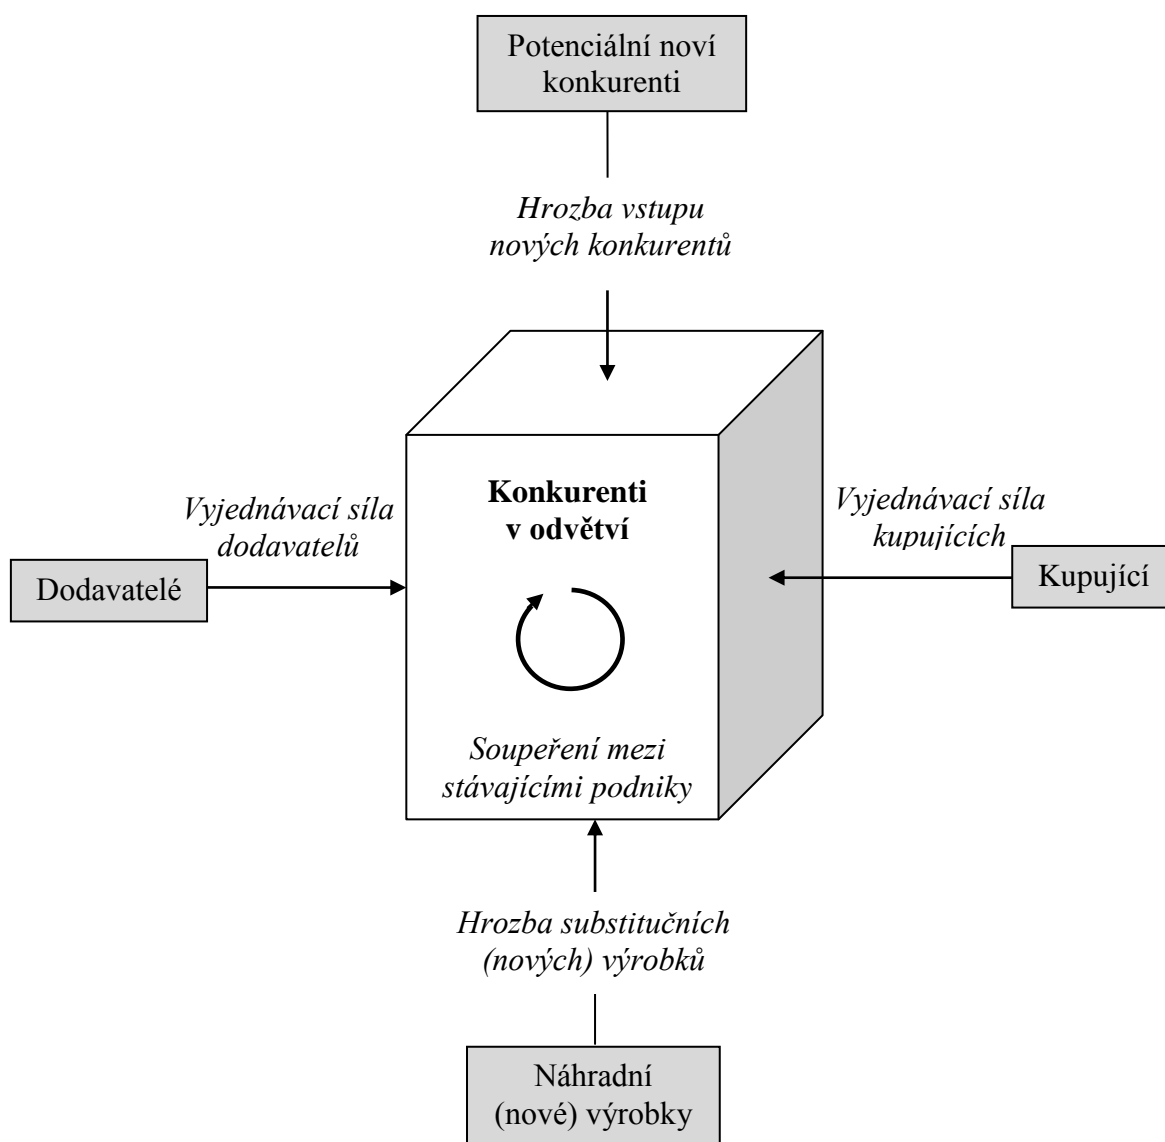 Potenciální noví
konkurenti
Hrozba vstupu
nových konkurentů
Konkurenti
v odvětví
Vyjednávací síla
dodavatelů
Vyjednávací síla
kupujících
Dodavatelé
Kupující
Soupeření mezi
stávajícími podniky
Hrozba substitučních
(nových) výrobků
Náhradní
(nové) výrobky